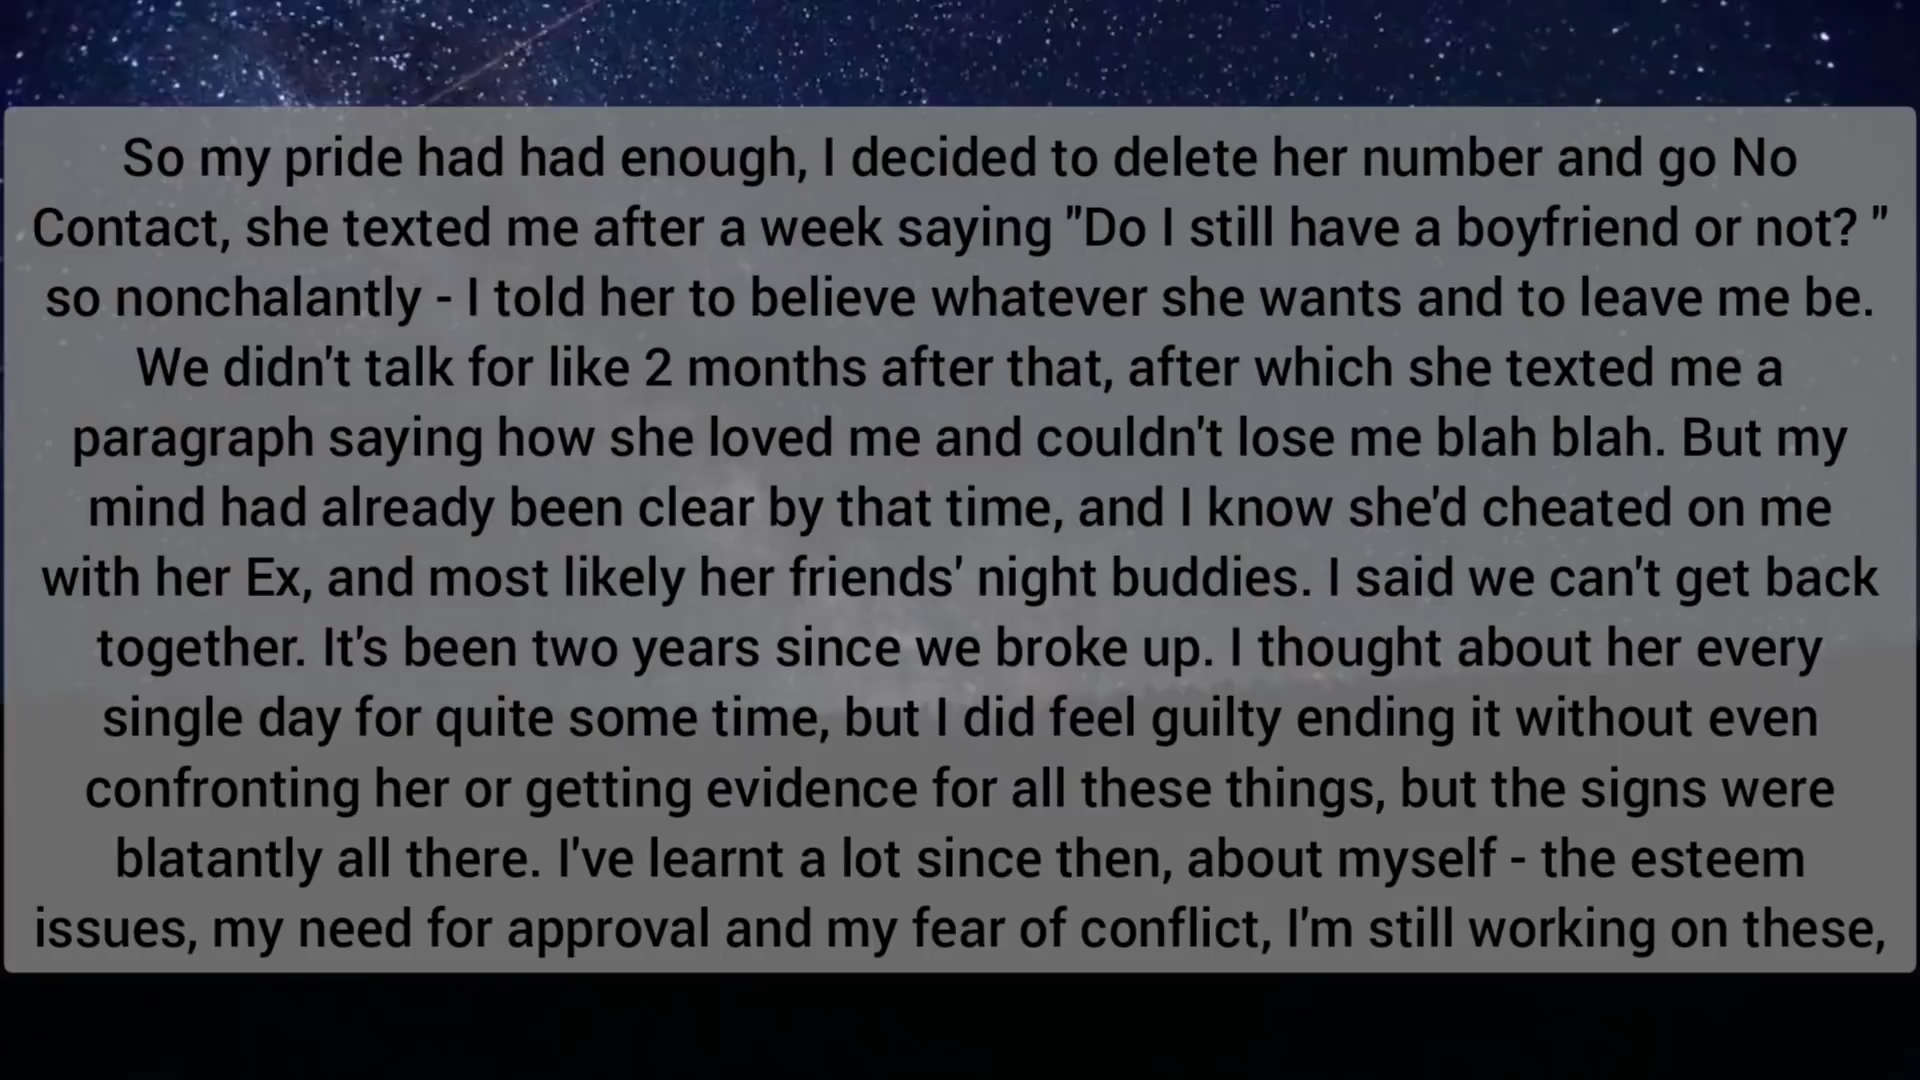 So my pride had had enough, I decided to delete her number and go No
Contact, she texted me after a week saying "Do I still have a boyfriend or not? "
so nonchalantly - I told her to believe whatever she wants and to leave me be.
We didn't talk for like 2 months after that, after which she texted me a
paragraph saying how she loved me and couldn't lose me blah blah. But my
mind had already been clear by that time, and I know she'd cheated on me
with her Ex, and most likely her friends' night buddies. I said we can't get back
together. It's been two years since we broke up. I thought about her every
single day for quite some time, but I did feel guilty ending it without even
confronting her or getting evidence for all these things, but the signs were
blatantly all there. I've learnt a lot since then, about myself - the esteem
issues, my need for approval and my fear of conflict, I'm still working on these,